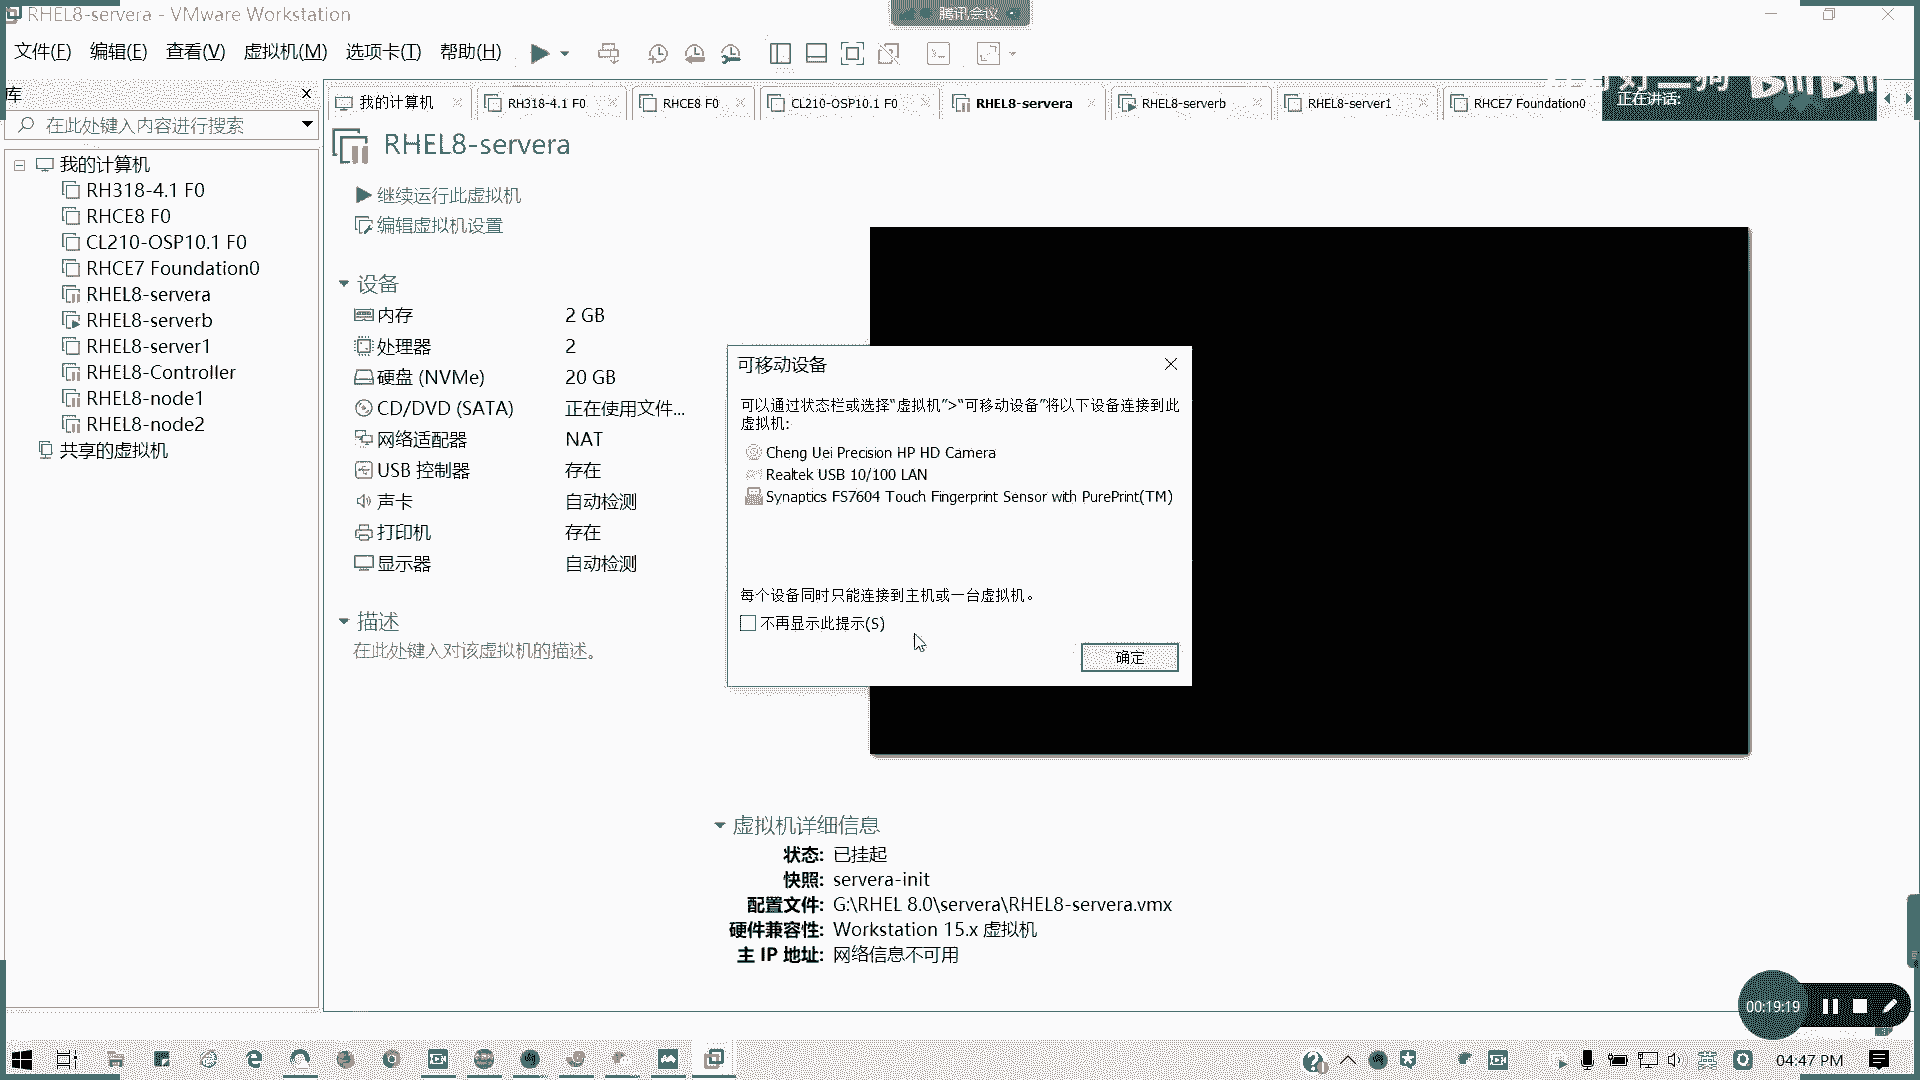 RHEL8-servera - VMware Workstation
腾讯会议
文件(F) 编辑(E) 查看(V) 虚拟机(M) 选项卡(T) 帮助(H)
库
在此处键入内容进行搜索
我的计算机
RH318-4.1 F0
RHCE8 F0
CL210-OSP10.1 F0
RHCE7 Foundation0
RHEL8-servera
RHEL8-serverb
RHEL8-server1
RHEL8-Controller
RHEL8-node1
RHEL8-node2
共享的虚拟机
我的计算机 RH318-4.1 F0 RHCE8 F0 CL210-OSP10.1 F0 RHEL8-servera RHEL8-serverb RHEL8-server1 RHCE7 Foundation0
正在讲话:
RHEL8-servera
继续运行此虚拟机
编辑虚拟机设置
设备
内存 2 GB
处理器 2
硬盘 (NVMe) 20 GB
CD/DVD (SATA) 正在使用文件...
网络适配器 NAT
USB 控制器 存在
声卡 自动检测
打印机 存在
显示器 自动检测
描述
在此处键入对该虚拟机的描述。
可移动设备
可以通过状态栏或选择“虚拟机”>“可移动设备”将以下设备连接到此
虚拟机:
Cheng Uei Precision HP HD Camera
Realtek USB 10/100 LAN
Synaptics FS7604 Touch Fingerprint Sensor with PurePrint(TM)
每个设备同时只能连接到主机或一台虚拟机。
不再显示此提示(S)
确定
虚拟机详细信息
状态: 已挂起
快照: servera-init
配置文件: G:\RHEL 8.0\servera\RHEL8-servera.vmx
硬件兼容性: Workstation 15.x 虚拟机
主 IP 地址: 网络信息不可用
00:19:19
04:47 PM